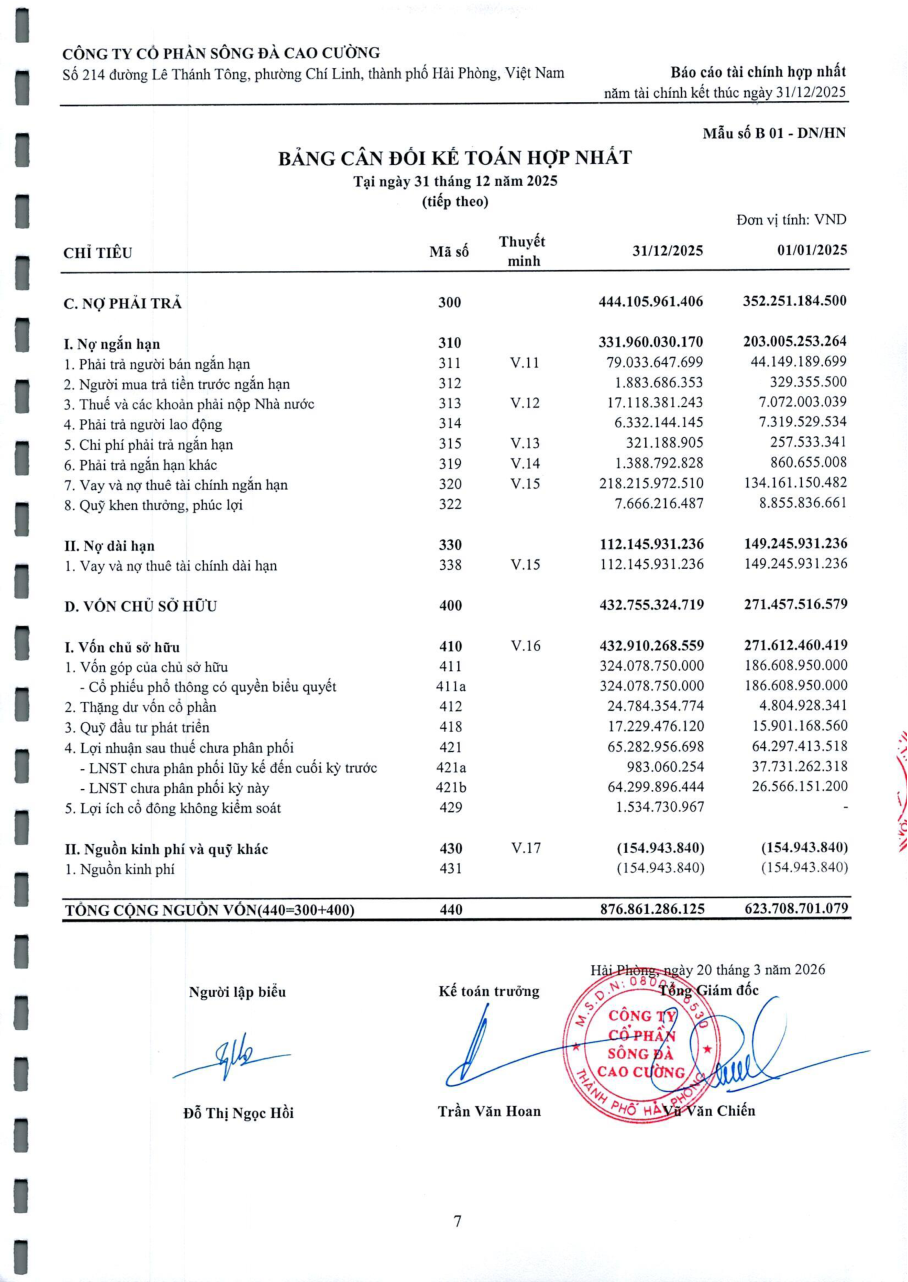 CÔNG TY CỔ PHẦN SÔNG ĐÀ CAO CƯỜNG
Số 214 đường Lê Thánh Tông, phường Chí Linh, thành phố Hải Phòng, Việt Nam
Báo cáo tài chính hợp nhất
năm tài chính kết thúc ngày 31/12/2025
Mẫu số B 01 - DN/HN
BẢNG CÂN ĐỐI KẾ TOÁN HỢP NHẤT
Tại ngày 31 tháng 12 năm 2025
(tiếp theo)
Đơn vị tính: VND
CHỈ TIÊU Mã số Thuyết minh 31/12/2025 01/01/2025
C. NỢ PHẢI TRẢ 300 444.105.961.406 352.251.184.500
I. Nợ ngắn hạn 310 331.960.030.170 203.005.253.264
1. Phải trả người bán ngắn hạn 311 V.11 79.033.647.699 44.149.189.699
2. Người mua trả tiền trước ngắn hạn 312 1.883.686.353 329.355.500
3. Thuế và các khoản phải nộp Nhà nước 313 V.12 17.118.381.243 7.072.003.039
4. Phải trả người lao động 314 6.332.144.145 7.319.529.534
5. Chi phí phải trả ngắn hạn 315 V.13 321.188.905 257.533.341
6. Phải trả ngắn hạn khác 319 V.14 1.388.792.828 860.655.008
7. Vay và nợ thuê tài chính ngắn hạn 320 V.15 218.215.972.510 134.161.150.482
8. Quỹ khen thưởng, phúc lợi 322 7.666.216.487 8.855.836.661
II. Nợ dài hạn 330 112.145.931.236 149.245.931.236
1. Vay và nợ thuê tài chính dài hạn 338 V.15 112.145.931.236 149.245.931.236
D. VỐN CHỦ SỞ HỮU 400 432.755.324.719 271.457.516.579
I. Vốn chủ sở hữu 410 V.16 432.910.268.559 271.612.460.419
1. Vốn góp của chủ sở hữu 411 324.078.750.000 186.608.950.000
- Cổ phiếu phổ thông có quyền biểu quyết 411a 324.078.750.000 186.608.950.000
2. Thặng dư vốn cổ phần 412 24.784.354.774 4.804.928.341
3. Quỹ đầu tư phát triển 418 17.229.476.120 15.901.168.560
4. Lợi nhuận sau thuế chưa phân phối 421 65.282.956.698 64.297.413.518
- LNST chưa phân phối lũy kế đến cuối kỳ trước 421a 983.060.254 37.731.262.318
- LNST chưa phân phối kỳ này 421b 64.299.896.444 26.566.151.200
5. Lợi ích cổ đông không kiểm soát 429 1.534.730.967 -
II. Nguồn kinh phí và quỹ khác 430 V.17 (154.943.840) (154.943.840)
1. Nguồn kinh phí 431 (154.943.840) (154.943.840)
TỔNG CỘNG NGUỒN VỐN(440=300+400) 440 876.861.286.125 623.708.701.079
Hải Phòng, ngày 20 tháng 3 năm 2026
Người lập biểu Kế toán trưởng Tổng Giám đốc
CÔNG TY
CỔ PHẦN
SÔNG ĐÀ
CAO CƯỜNG
THÀNH PHỐ HẢI PHÒNG
Đỗ Thị Ngọc Hồi Trần Văn Hoan Vũ Văn Chiến
7